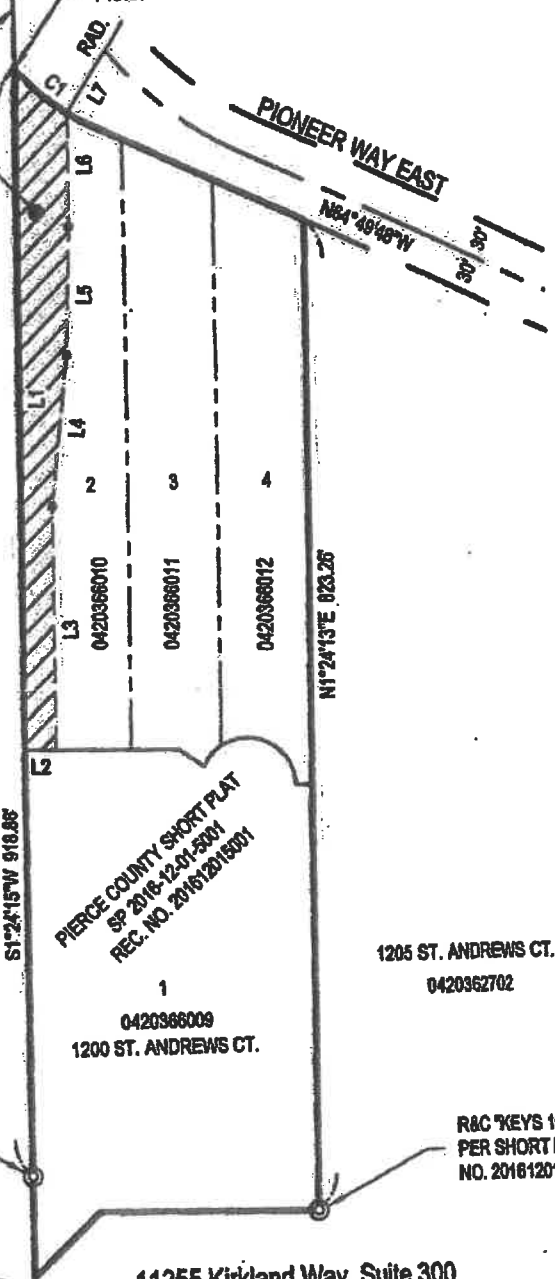 RAD.
C1
L7
PIONEER WAY EAST
N64°49'48"W
30'
30'
L6
L5
L1
L4
2
3
4
L3
0420366010
0420366011
0420366012
N1°24'13"E 823.26'
L2
S1°24'15"W 918.86'
PIERCE COUNTY SHORT PLAT
SP 2016-12-01-5001
REC. NO. 201612015001
1
0420366009
1200 ST. ANDREWS CT.
1205 ST. ANDREWS CT.
0420362702
R&C "KEYS
PER SHORT
NO. 2016120
11255 Kirkland Way, Suite 300